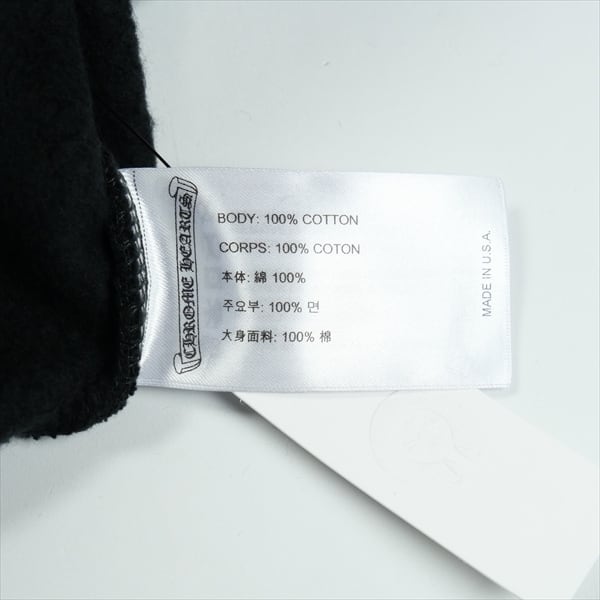 CHROME HEARTS
BODY: 100% COTTON
CORPS: 100% COTON
本体: 綿 100%
주요부: 100% 면
大身面料: 100% 棉
MADE IN U.S.A.